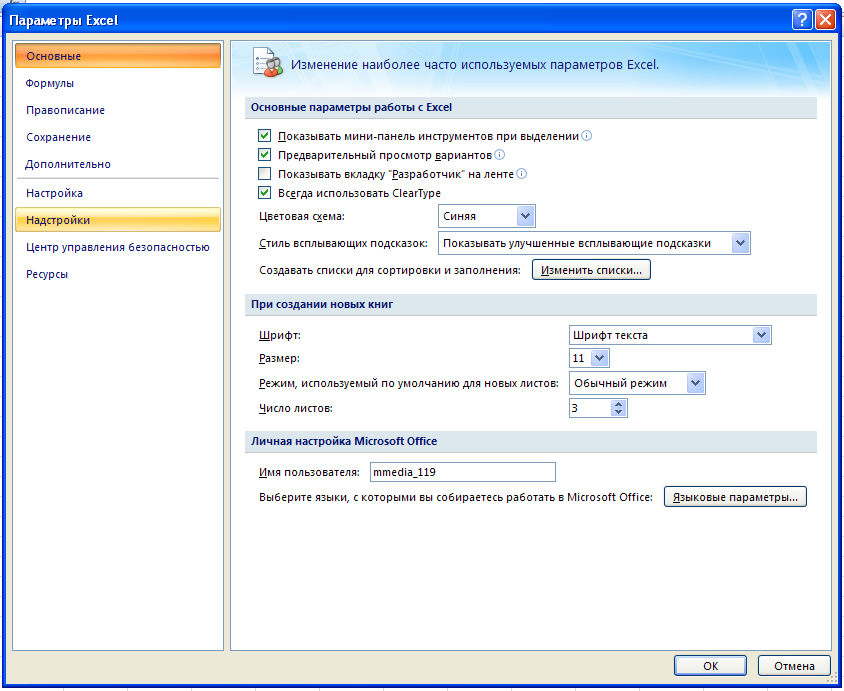 Параметры Excel
Основные
Формулы
Правописание
Сохранение
Дополнительно
Настройка
Надстройки
Центр управления безопасностью
Ресурсы
Изменение наиболее часто используемых параметров Excel.
Основные параметры работы с Excel
Показывать мини-панель инструментов при выделении
Предварительный просмотр вариантов
Показывать вкладку "Разработчик" на ленте
Всегда использовать ClearType
Цветовая схема: Синяя
Стиль всплывающих подсказок: Показывать улучшенные всплывающие подсказки
Создавать списки для сортировки и заполнения: Изменить списки...
При создании новых книг
Шрифт: Шрифт текста
Размер: 11
Режим, используемый по умолчанию для новых листов: Обычный режим
Число листов: 3
Личная настройка Microsoft Office
Имя пользователя: mmedia_119
Выберите языки, с которыми вы собираетесь работать в Microsoft Office: Языковые параметры...
ОК Отмена